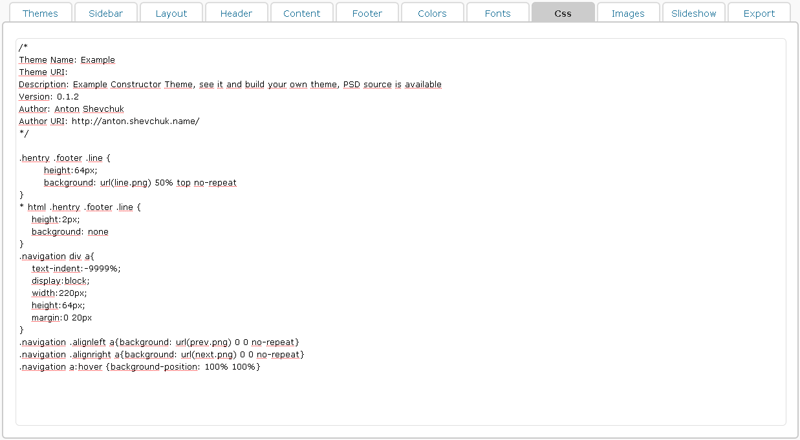 Themes Sidebar Layout Header Content Footer Colors Fonts Css Images Slideshow Export
/*
Theme Name: Example
Theme URI:
Description: Example Constructor Theme, see it and build your own theme, PSD source is available
Version: 0.1.2
Author: Anton Shevchuk
Author URI: http://anton.shevchuk.name/
*/

.hentry .footer .line {
        height:64px;
        background: url(line.png) 50% top no-repeat
}
* html .hentry .footer .line {
    height:2px;
    background: none
}
.navigation div a{
    text-indent:-9999%;
    display:block;
    width:220px;
    height:64px;
    margin:0 20px
}
.navigation .alignleft a{background: url(prev.png) 0 0 no-repeat}
.navigation .alignright a{background: url(next.png) 0 0 no-repeat}
.navigation a:hover {background-position: 100% 100%}